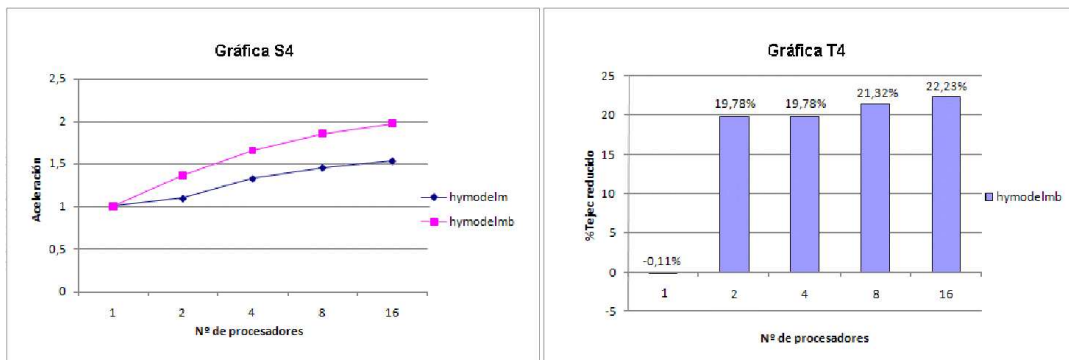 Gráfica S4
Aceleración
2,5
2
1,5
1
0,5
0
1 2 4 8 16
Nº de procesadores
hymodelm
hymodelmb
Gráfica T4
%Tejec reducido
25
20
15
10
5
0
-5
-0,11%
19,78%
19,78%
21,32%
22,23%
1 2 4 8 16
Nº de procesadores
hymodelmb